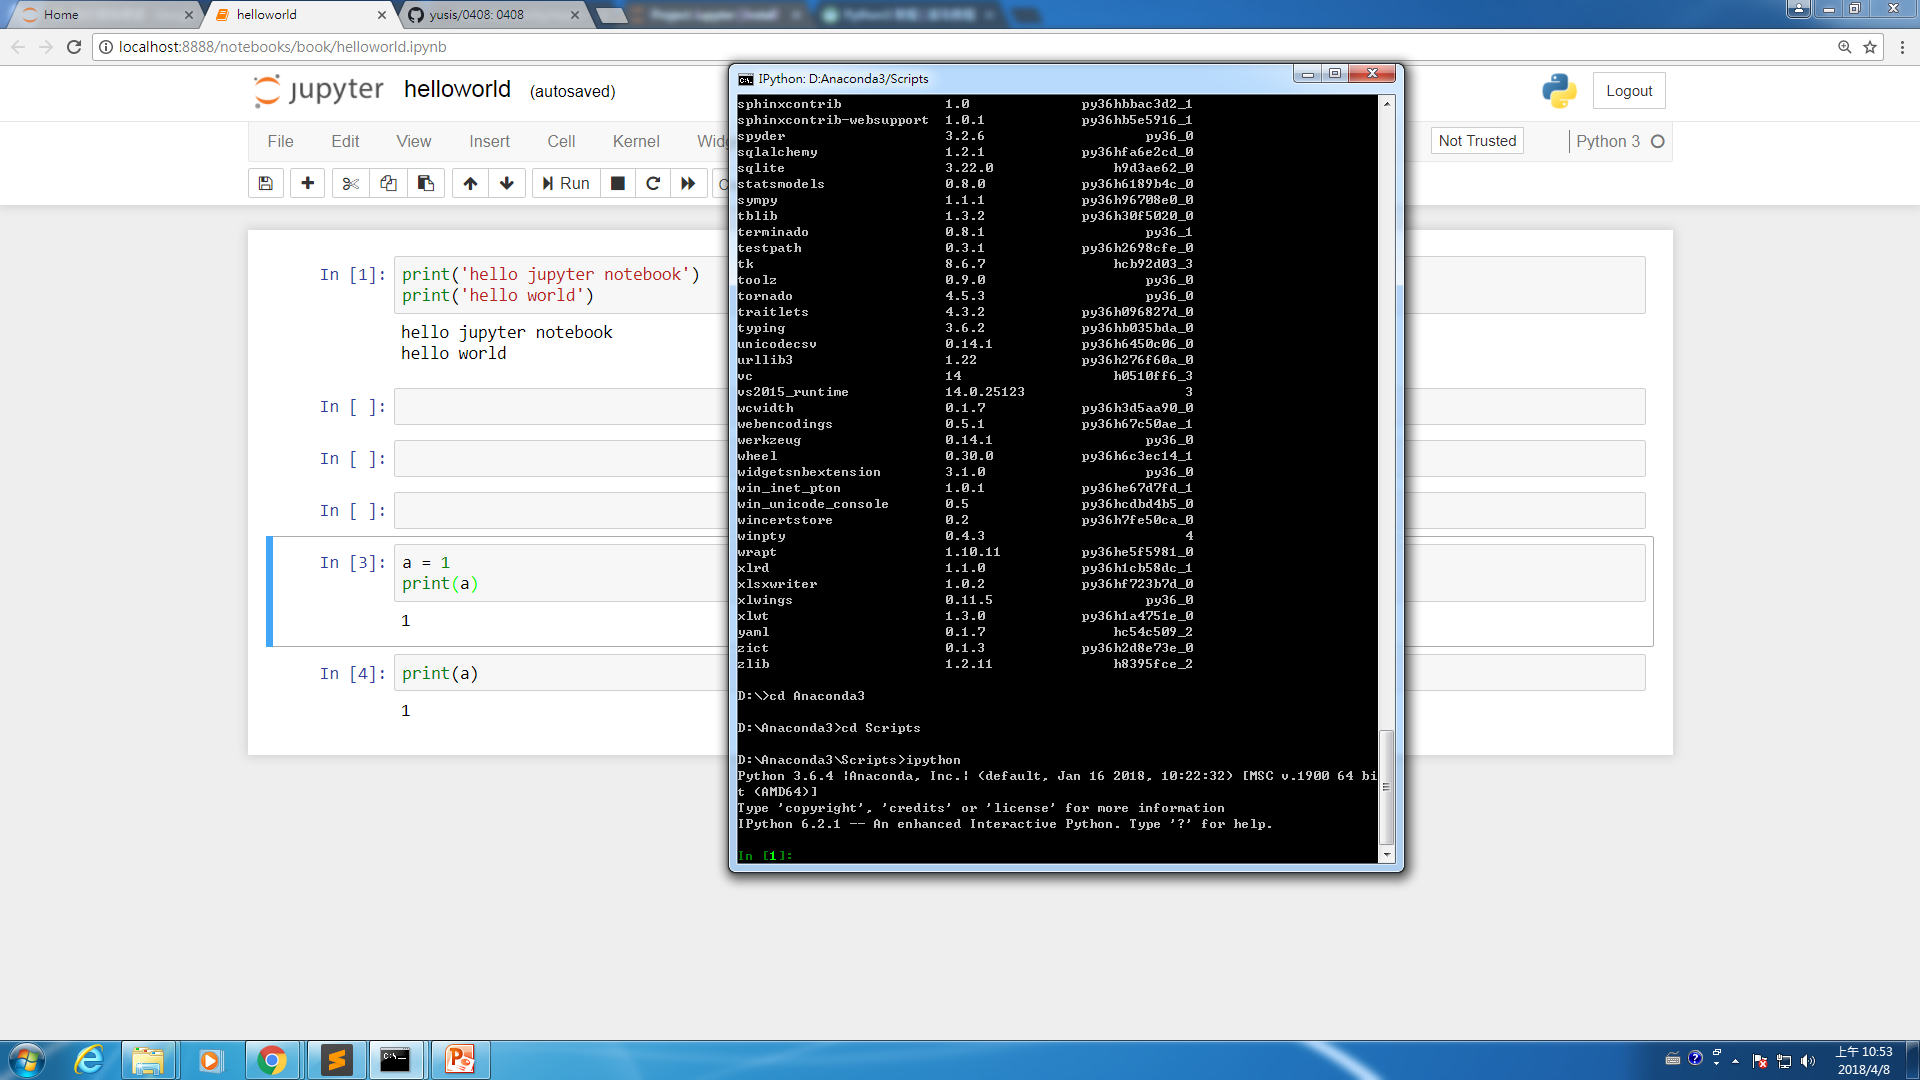 Home
helloworld
yusis/0408: 0408
localhost:8888/notebooks/book/helloworld.ipynb
jupyter helloworld (autosaved)
Logout
File Edit View Insert Cell Kernel
Not Trusted
Python 3
Run
In [1]: print('hello jupyter notebook')
print('hello world')
hello jupyter notebook
hello world
In [ ]:
In [ ]:
In [ ]:
In [3]: a = 1
print(a)
1
In [4]: print(a)
1
IPython: D:Anaconda3/Scripts
sphinxcontrib 1.0 py36hbbac3d2_1
sphinxcontrib-websupport 1.0.1 py36hb5e5916_1
spyder 3.2.6 py36_0
sqlalchemy 1.2.1 py36hfa6e2cd_0
sqlite 3.22.0 h9d3ae62_0
statsmodels 0.8.0 py36h6189b4c_0
sympy 1.1.1 py36h96708e0_0
tblib 1.3.2 py36h30f5020_0
terminado 0.8.1 py36_1
testpath 0.3.1 py36h2698cfe_0
tk 8.6.7 hcb92d03_3
toolz 0.9.0 py36_0
tornado 4.5.3 py36_0
traitlets 4.3.2 py36h096827d_0
typing 3.6.2 py36hb035bda_0
unicodecsv 0.14.1 py36h6450c06_0
urllib3 1.22 py36h276f60a_0
vc 14 h0510ff6_3
vs2015_runtime 14.0.25123 3
wcwidth 0.1.7 py36h3d5aa90_0
webencodings 0.5.1 py36h67c50ae_1
werkzeug 0.14.1 py36_0
wheel 0.30.0 py36h6c3ec14_1
widgetsnbextension 3.1.0 py36_0
win_inet_pton 1.0.1 py36he67d7fd_1
win_unicode_console 0.5 py36hcdbd4b5_0
wincertstore 0.2 py36h7fe50ca_0
winpty 0.4.3 4
wrapt 1.10.11 py36he5f5981_0
xlrd 1.1.0 py36h1cb58dc_1
xlsxwriter 1.0.2 py36hf723b7d_0
xlwings 0.11.5 py36_0
xlwt 1.3.0 py36h1a4751e_0
yaml 0.1.7 hc54c509_2
zict 0.1.3 py36h2d8e73e_0
zlib 1.2.11 h8395fce_2
D:\>cd Anaconda3
D:\Anaconda3>cd Scripts
D:\Anaconda3\Scripts>ipython
Python 3.6.4 |Anaconda, Inc.| (default, Jan 16 2018, 10:22:32) [MSC v.1900 64 bi
t (AMD64)]
Type 'copyright', 'credits' or 'license' for more information
IPython 6.2.1 -- An enhanced Interactive Python. Type '?' for help.
In [1]:
上午 10:53
2018/4/8